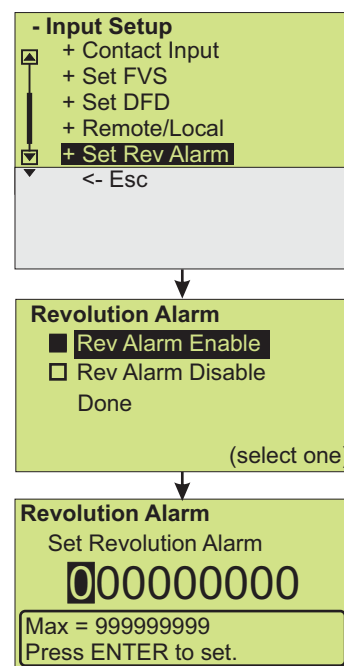 - Input Setup
+ Contact Input
+ Set FVS
+ Set DFD
+ Remote/Local
+ Set Rev Alarm
<- Esc
Revolution Alarm
Rev Alarm Enable
Rev Alarm Disable
Done
(select one)
Revolution Alarm
Set Revolution Alarm
000000000
Max = 999999999
Press ENTER to set.